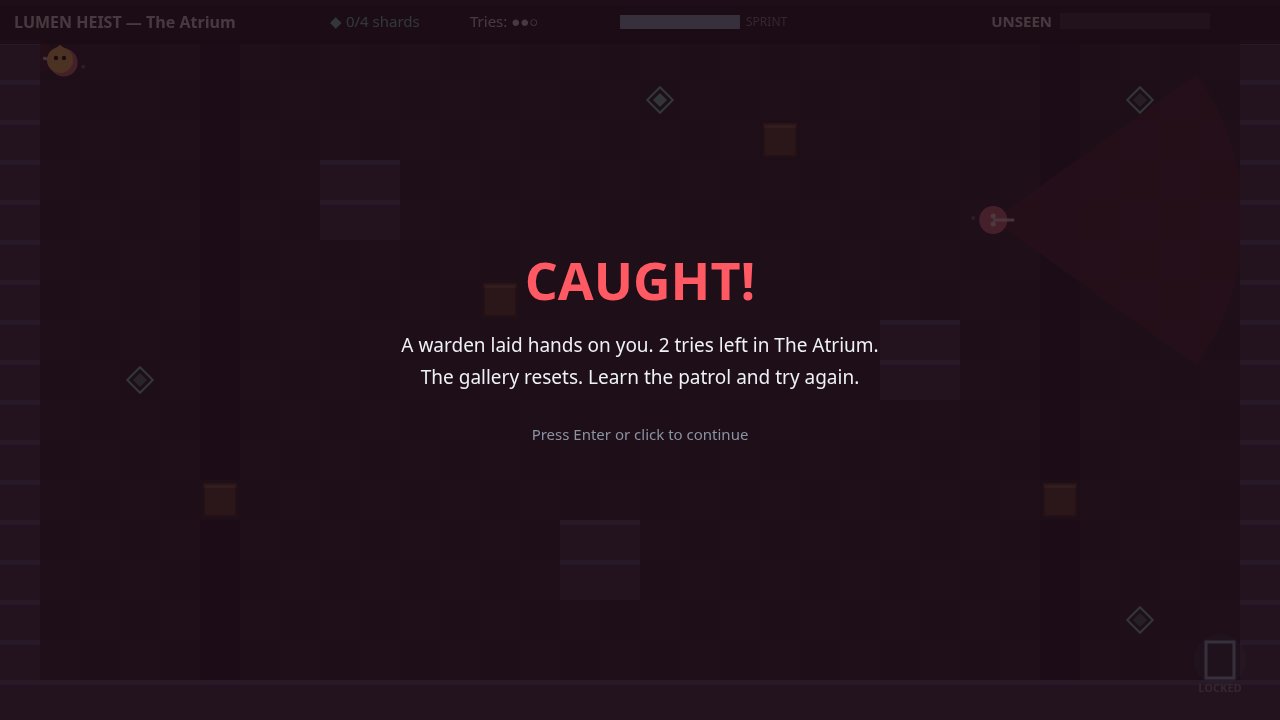 LUMEN HEIST — The Atrium
◆ 0/4 shards
Tries: ●●○
SPRINT
UNSEEN
CAUGHT!
A warden laid hands on you. 2 tries left in The Atrium.
The gallery resets. Learn the patrol and try again.
Press Enter or click to continue
LOCKED